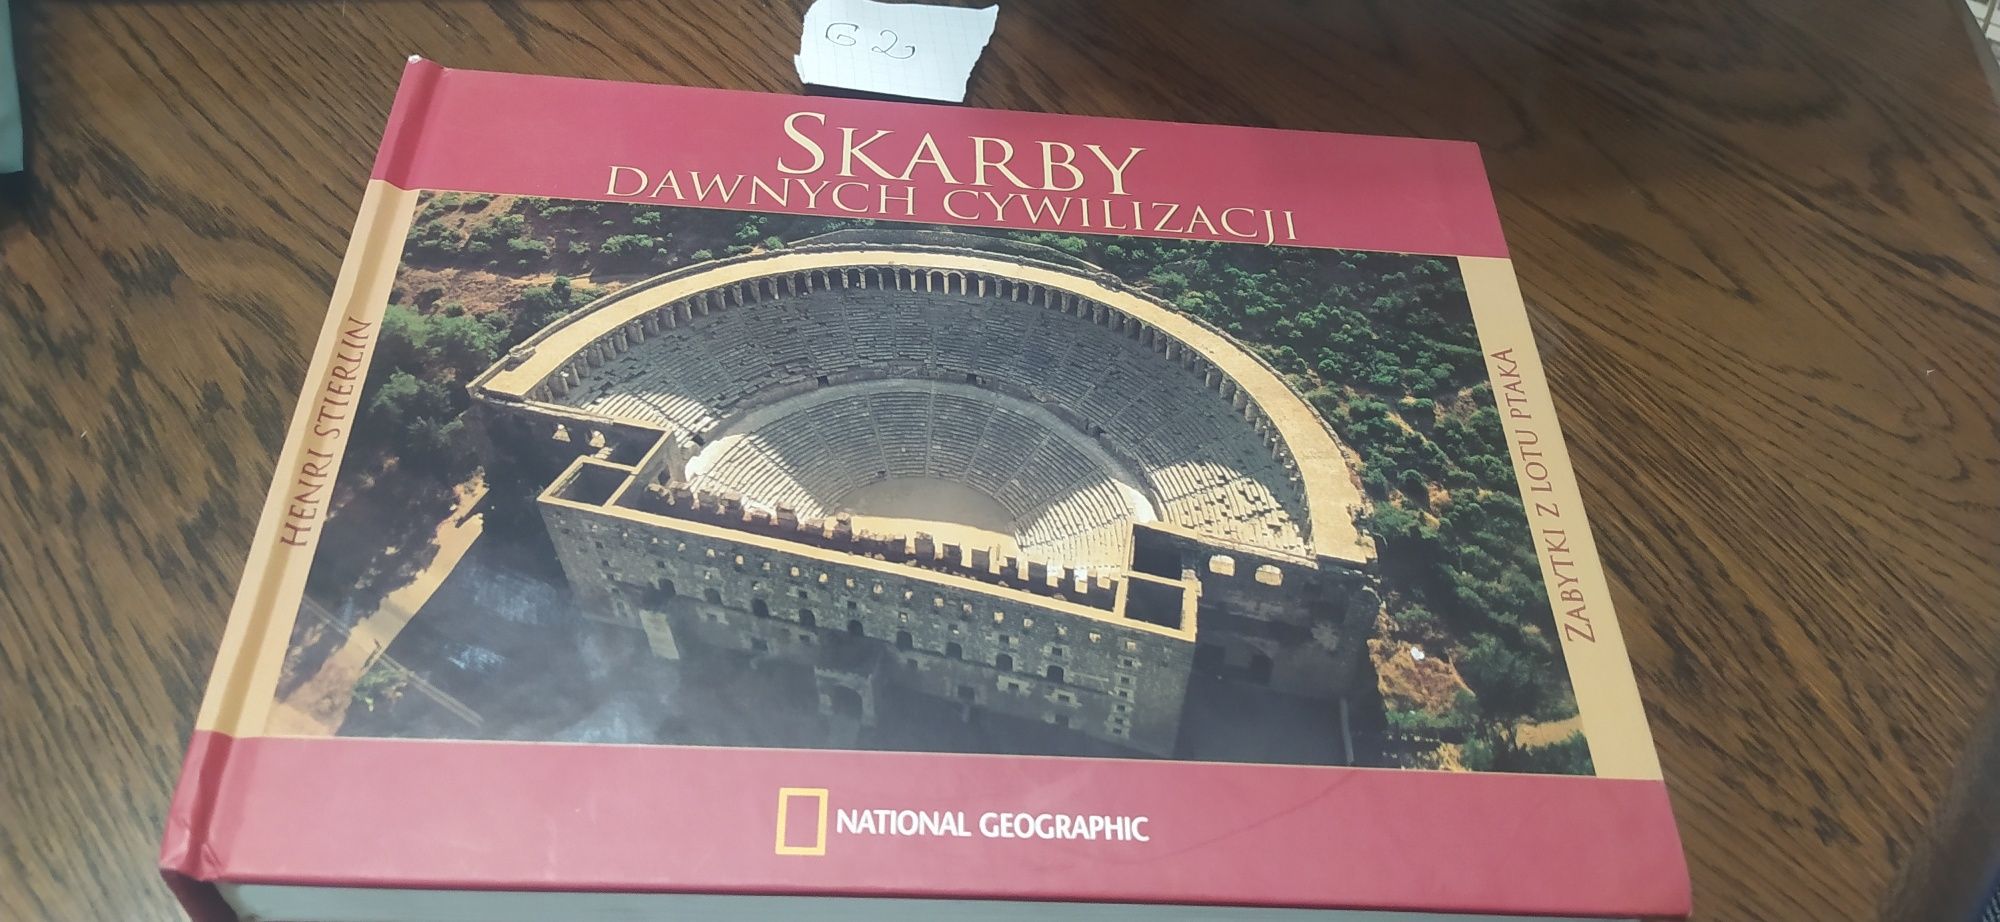 G2
SKARBY
DAWNYCH CYWILIZACJI
HENRI STIERLIN
ZABYTKI Z LOTU PTAKA
NATIONAL GEOGRAPHIC